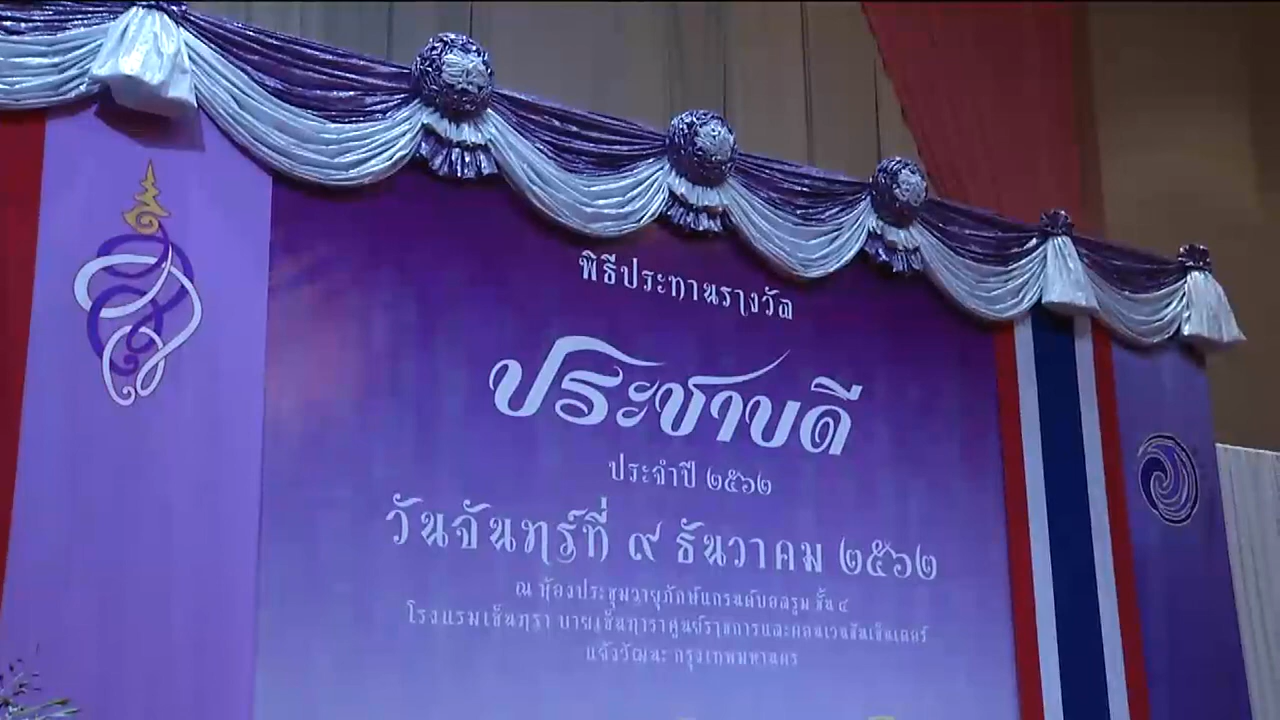 พิธีประทานรางวัล
ประชาบดี
ประจำปี ๒๕๖๒
วันจันทร์ที่ ๙ ธันวาคม ๒๕๖๒
ณ ห้องประชุมวายุภักษ์แกรนด์บอลรูม ชั้น ๔
โรงแรมเซ็นทรา บายเซ็นทาราศูนย์ราชการและคอนเวนชันเซ็นเตอร์
แจ้งวัฒนะ กรุงเทพมหานคร